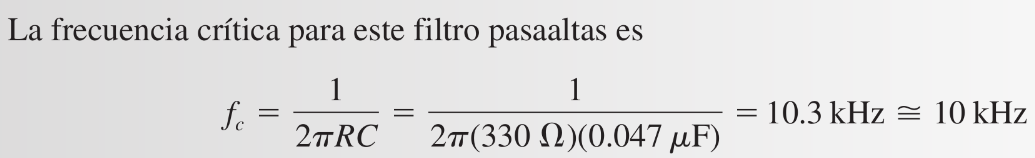 La frecuencia crítica para este filtro pasaaltas es
f_c = 1/(2πRC) = 1/(2π(330 Ω)(0.047 μF)) = 10.3 kHz ≅ 10 kHz